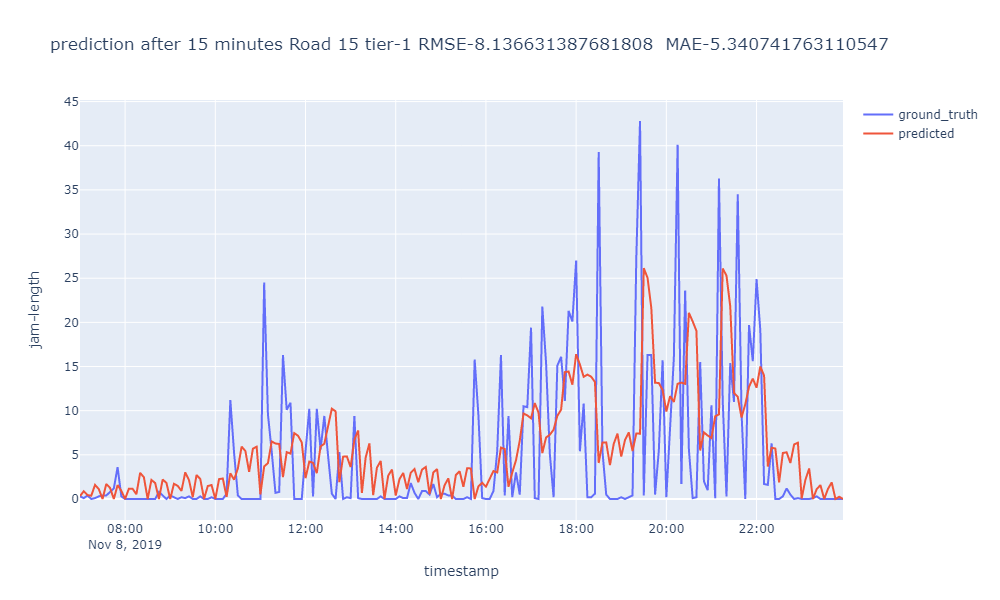 prediction after 15 minutes Road 15 tier-1 RMSE-8.136631387681808  MAE-5.340741763110547
ground_truth
predicted
45
40
35
30
25
20
15
10
5
0
jam-length
08:00 10:00 12:00 14:00 16:00 18:00 20:00 22:00
Nov 8, 2019
timestamp